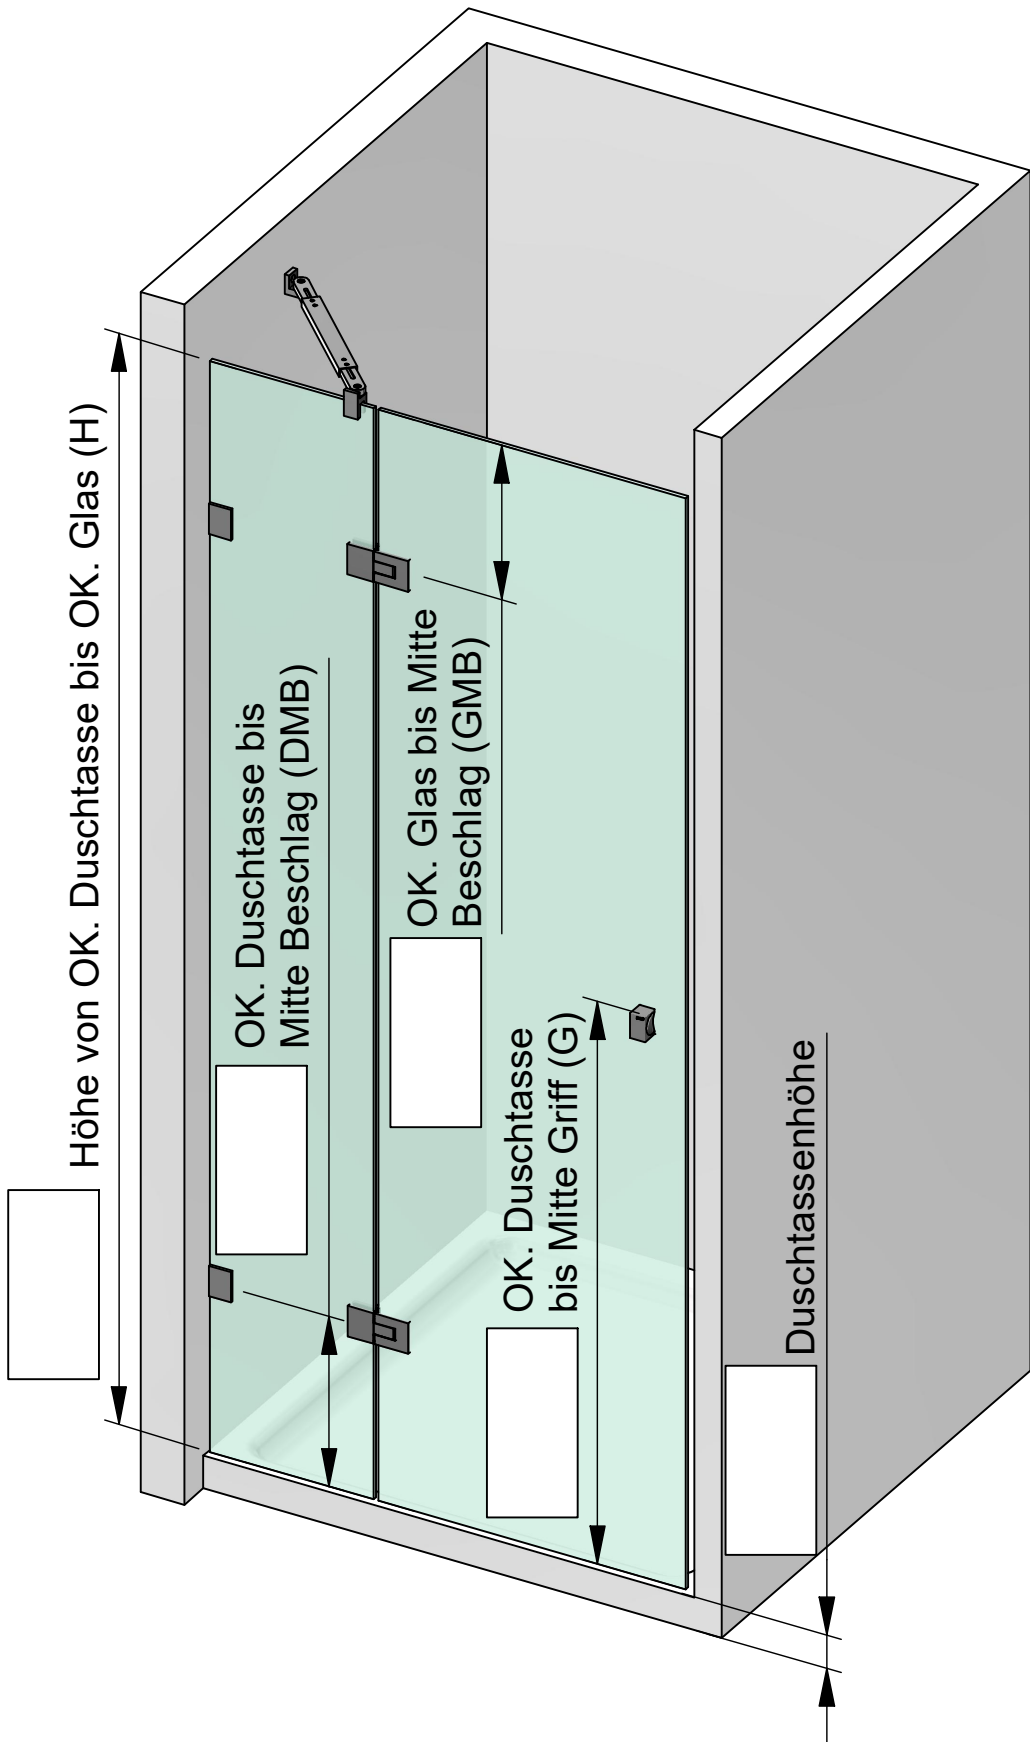 Höhe von OK. Duschtasse bis OK. Glas (H)
OK. Duschtasse bis
Mitte Beschlag (DMB)
OK. Glas bis Mitte
Beschlag (GMB)
OK. Duschtasse
bis Mitte Griff (G)
Duschtassenhöhe